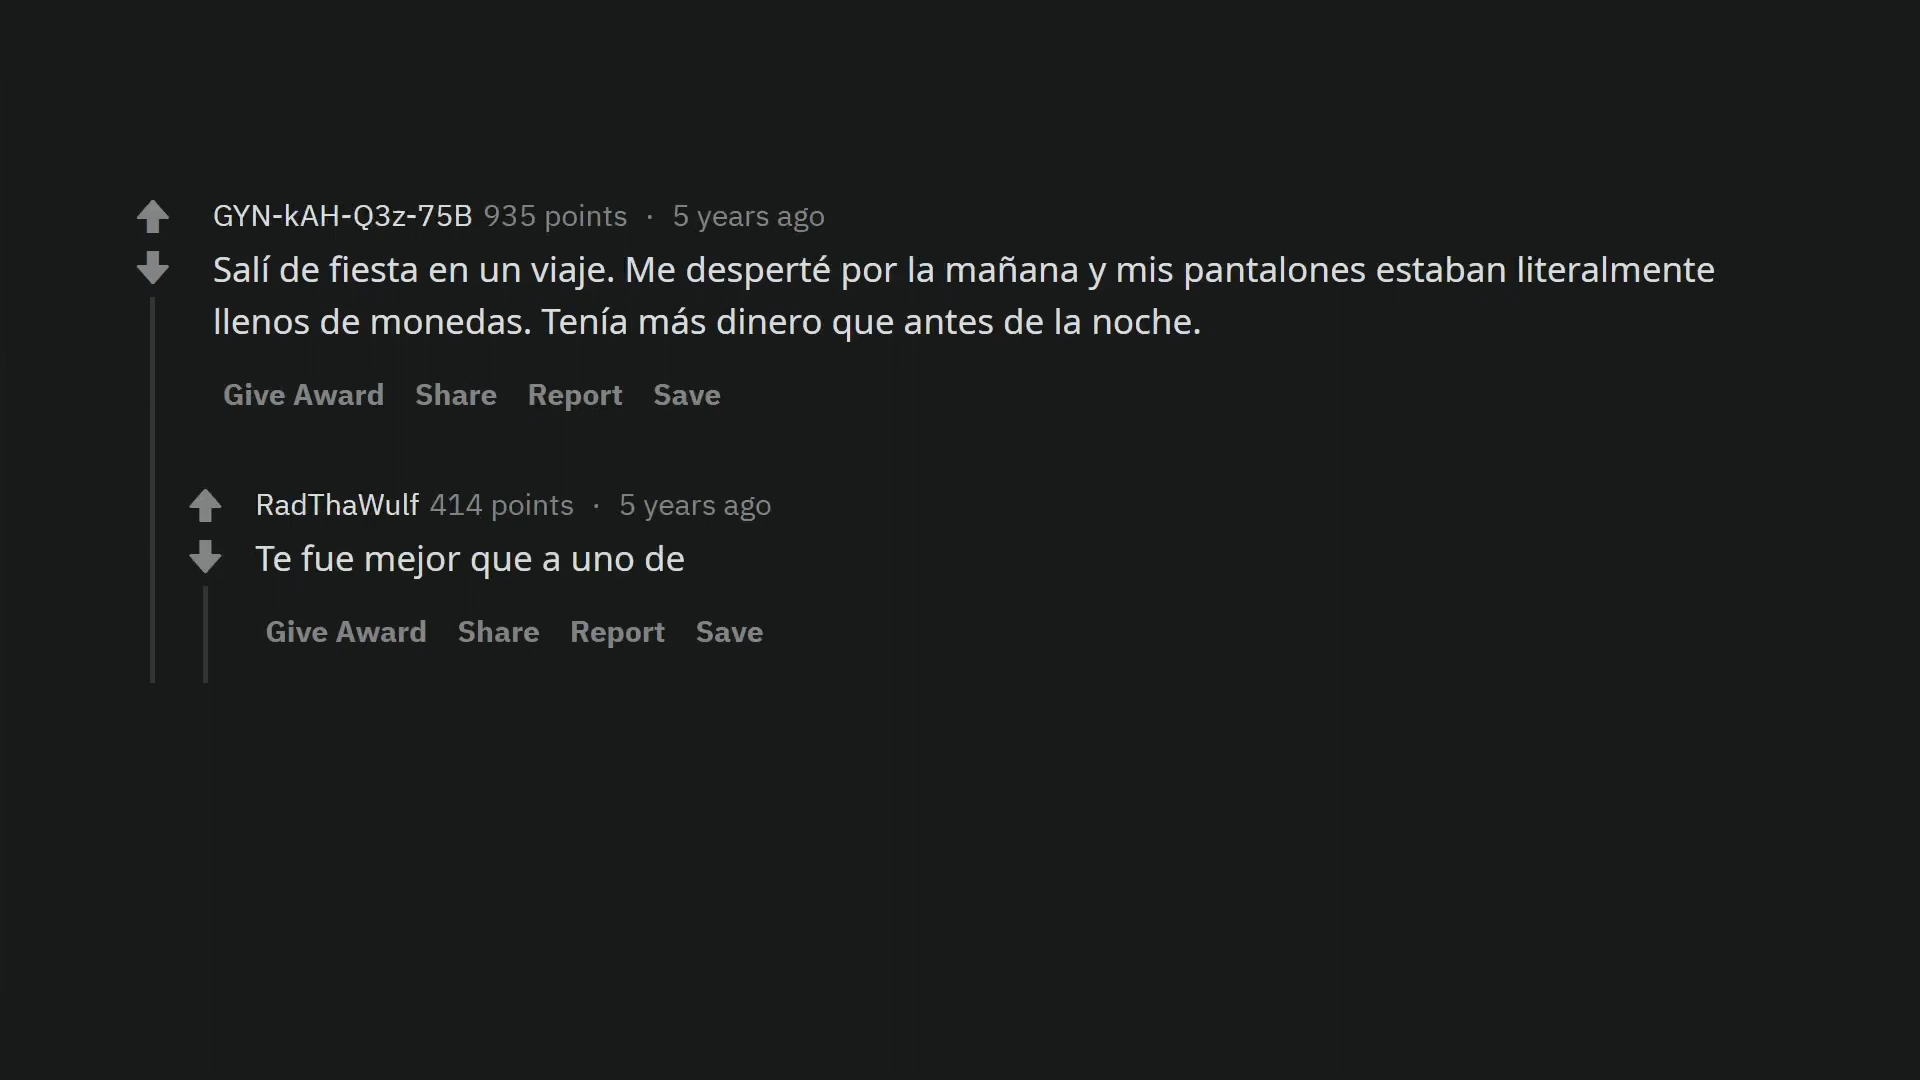 GYN-kAH-Q3z-75B 935 points · 5 years ago
Salí de fiesta en un viaje. Me desperté por la mañana y mis pantalones estaban literalmente
llenos de monedas. Tenía más dinero que antes de la noche.
Give Award Share Report Save
RadThaWulf 414 points · 5 years ago
Te fue mejor que a uno de
Give Award Share Report Save